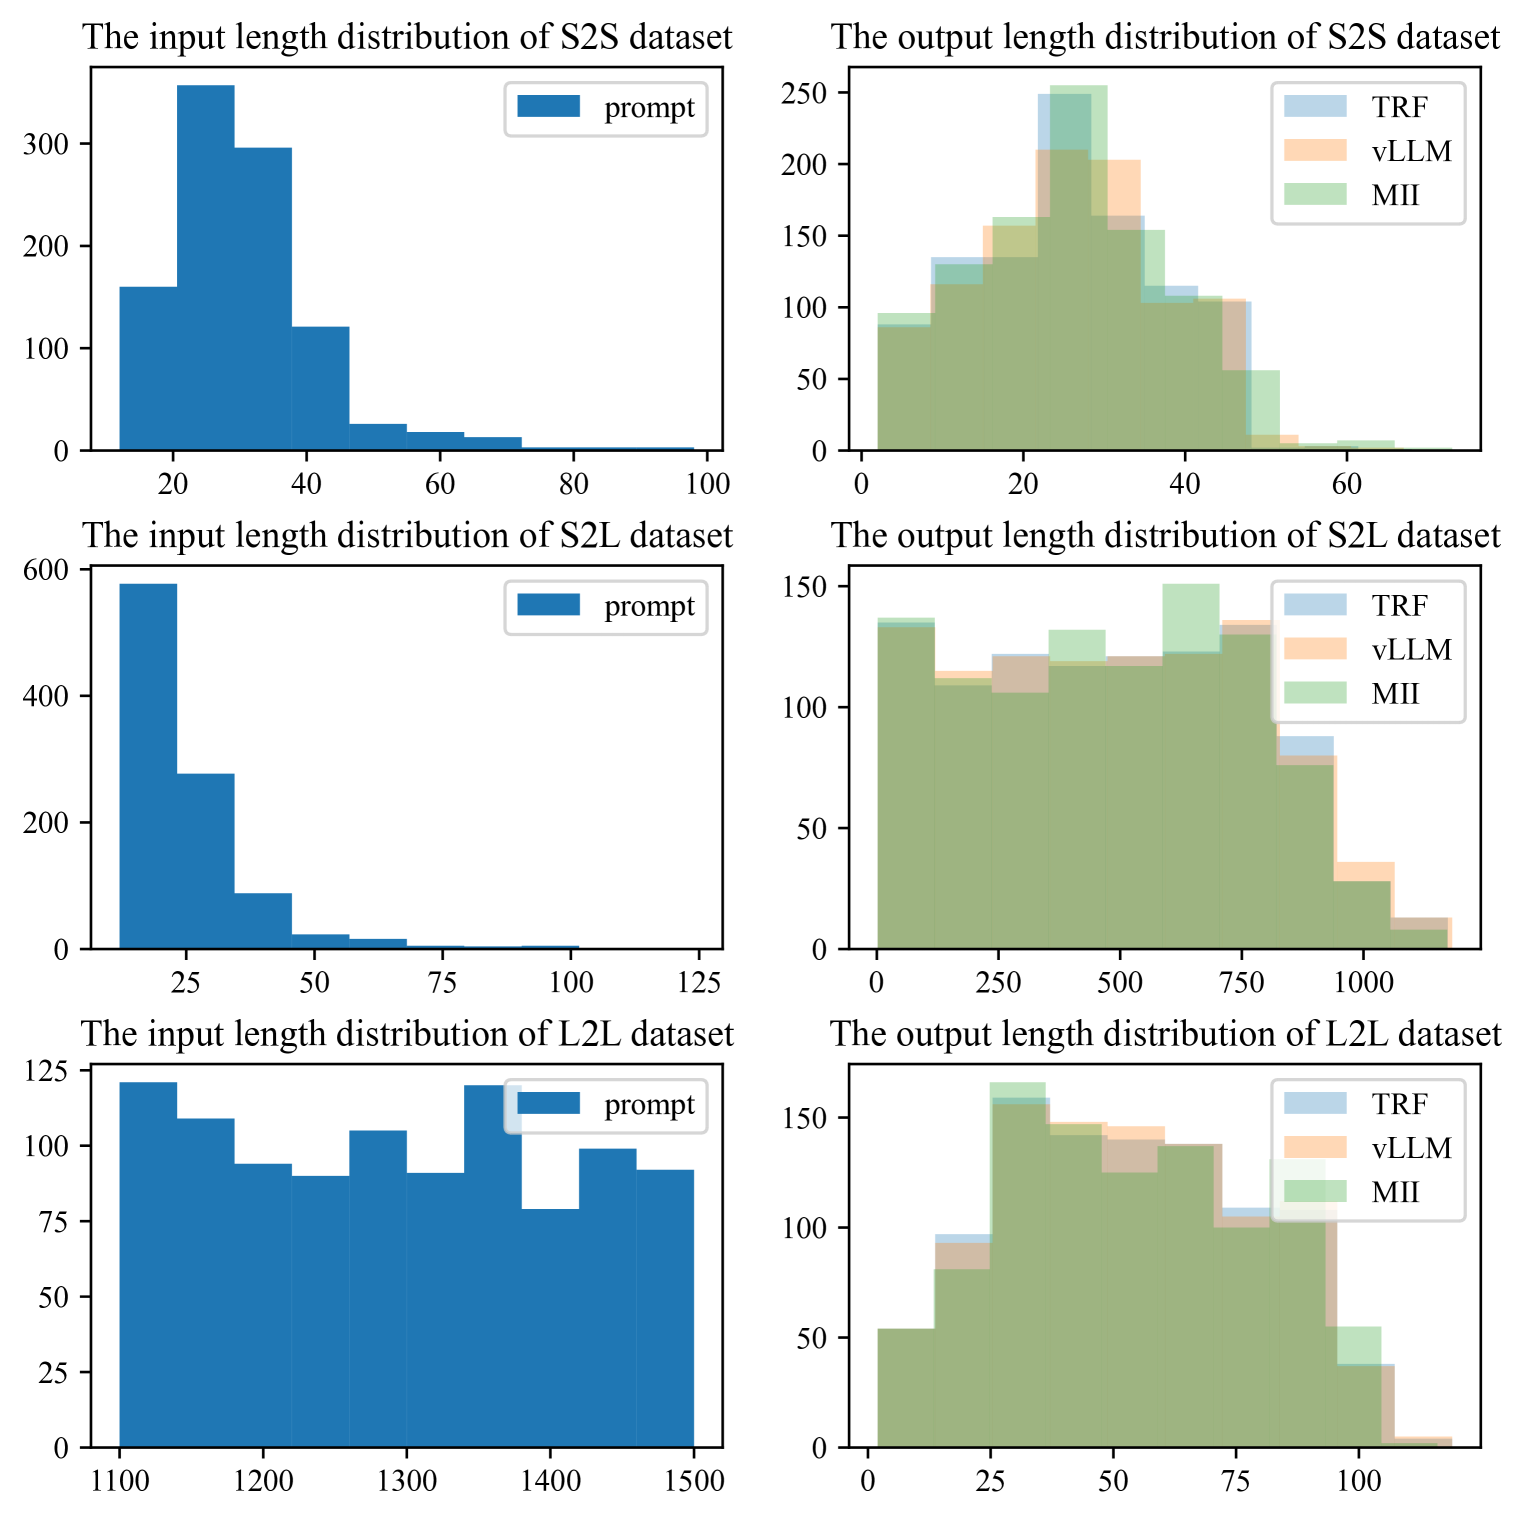 The input length distribution of S2S dataset
prompt
300
200
100
0
20 40 60 80 100
The output length distribution of S2S dataset
TRF
vLLM
MII
250
200
150
100
50
0
0 20 40 60
The input length distribution of S2L dataset
prompt
600
400
200
0
25 50 75 100 125
The output length distribution of S2L dataset
TRF
vLLM
MII
150
100
50
0
0 250 500 750 1000
The input length distribution of L2L dataset
prompt
125
100
75
50
25
0
1100 1200 1300 1400 1500
The output length distribution of L2L dataset
TRF
vLLM
MII
150
100
50
0
0 25 50 75 100